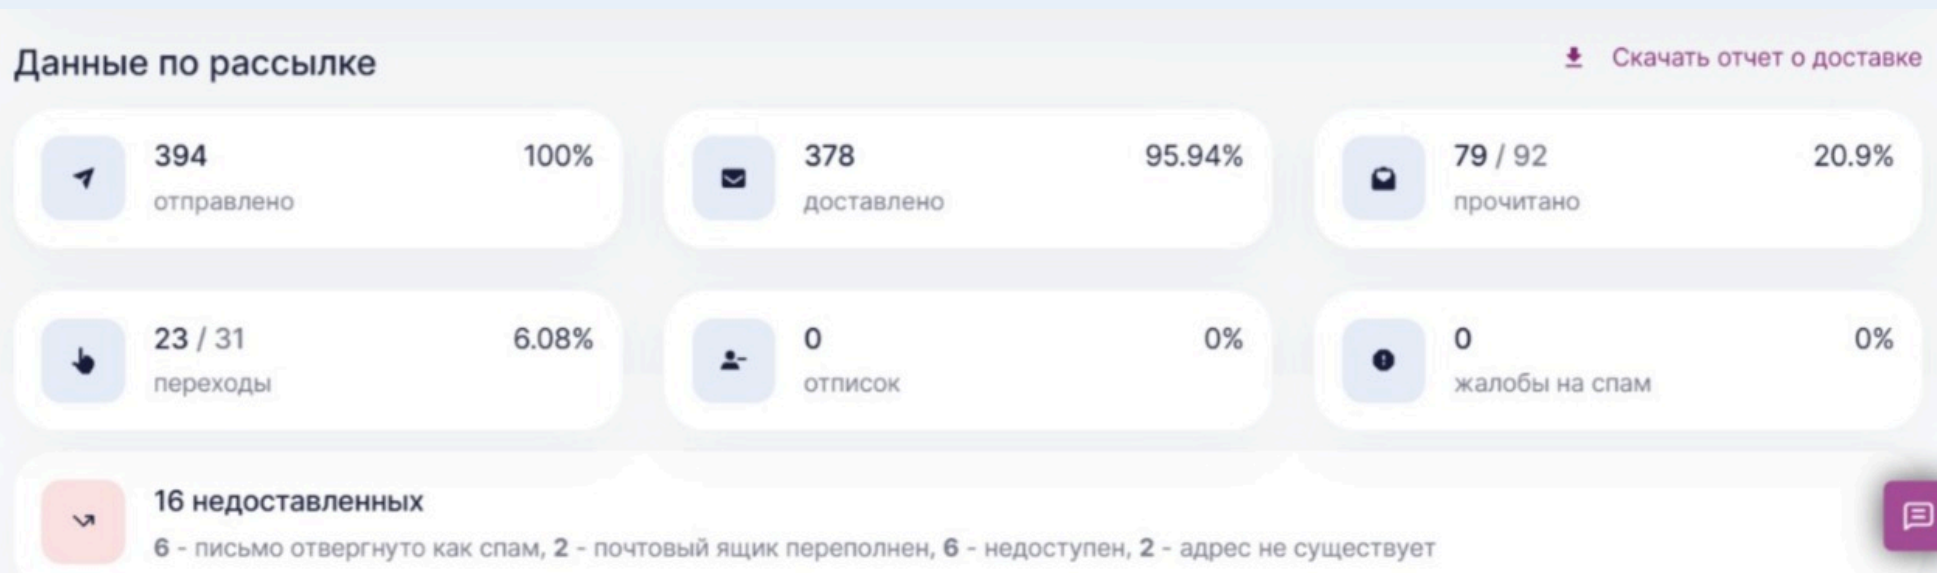 Данные по рассылке
Скачать отчет о доставке
394 100%
отправлено
378 95.94%
доставлено
79 / 92 20.9%
прочитано
23 / 31 6.08%
переходы
0 0%
отписок
0 0%
жалобы на спам
16 недоставленных
6 - письмо отвергнуто как спам, 2 - почтовый ящик переполнен, 6 - недоступен, 2 - адрес не существует